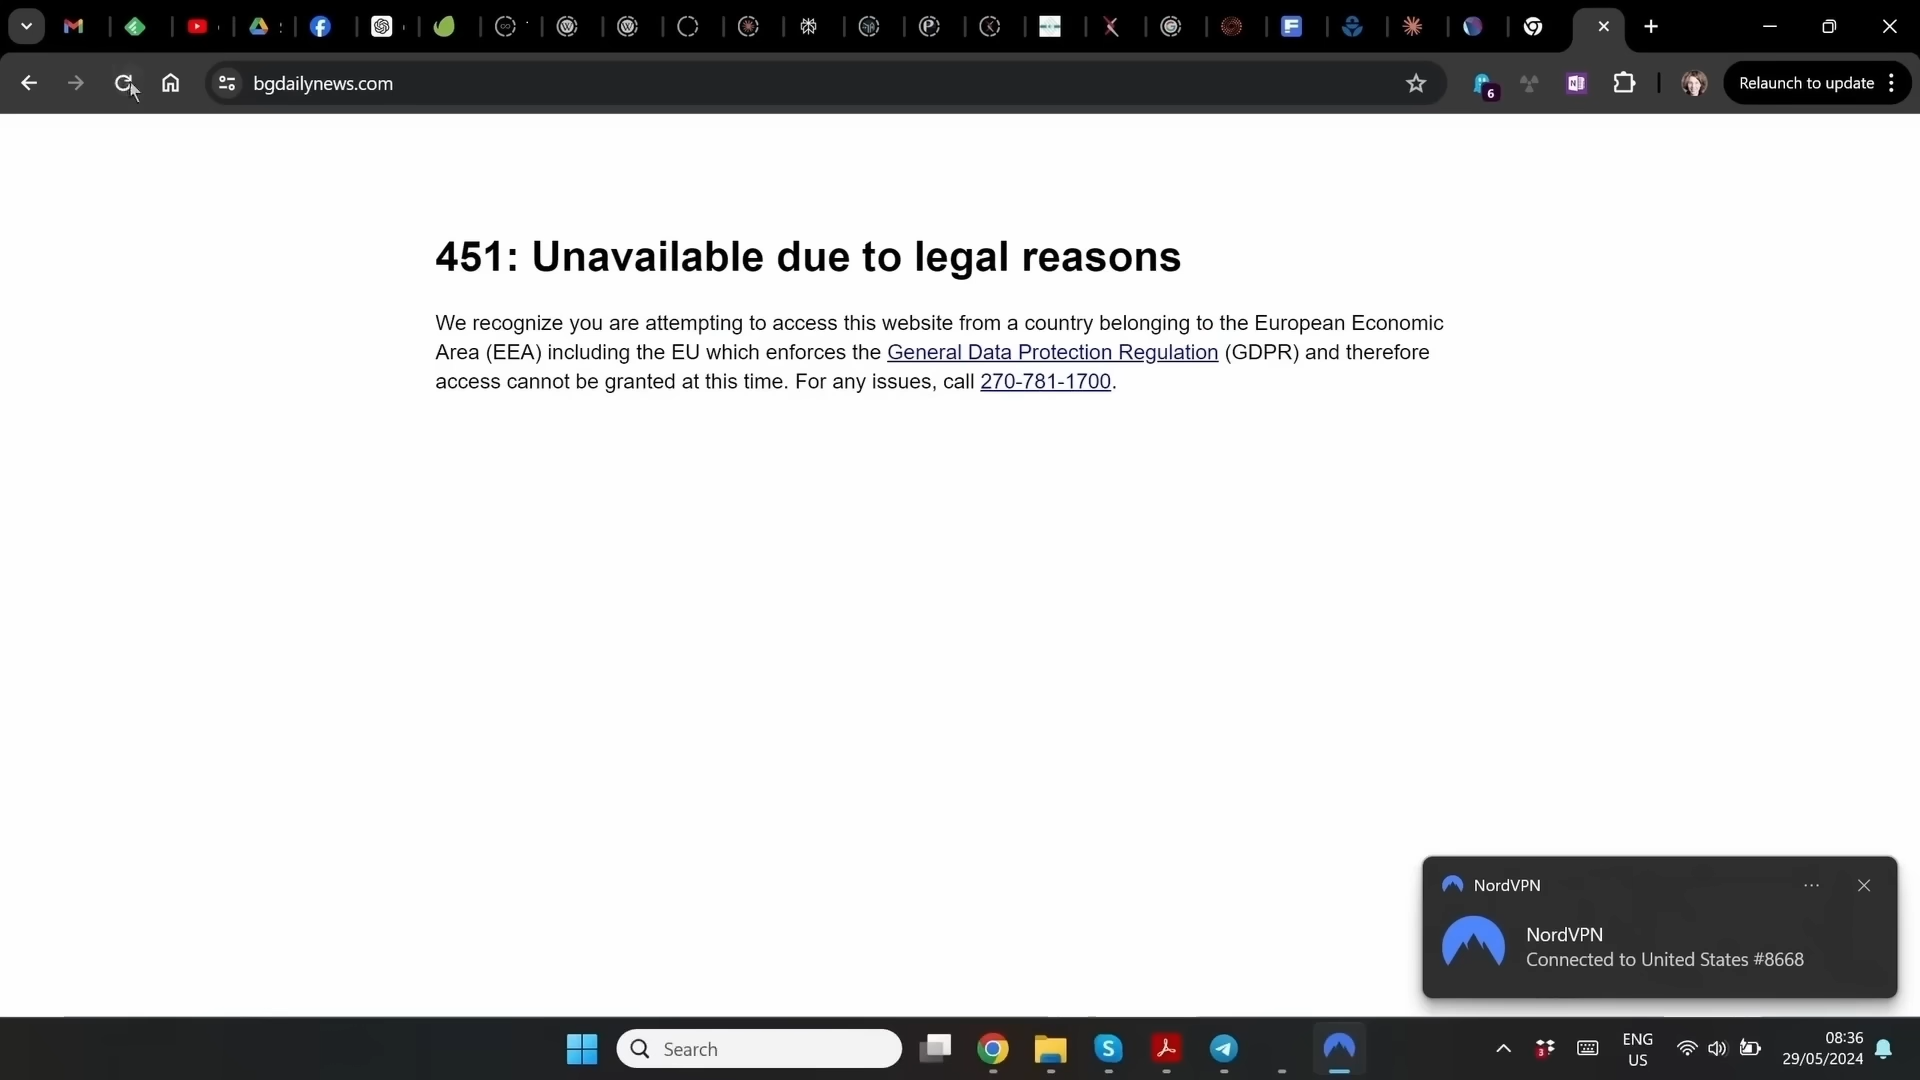 bgdailynews.com
6
Relaunch to update
451: Unavailable due to legal reasons
We recognize you are attempting to access this website from a country belonging to the European Economic
Area (EEA) including the EU which enforces the General Data Protection Regulation (GDPR) and therefore
access cannot be granted at this time. For any issues, call 270-781-1700.
NordVPN
NordVPN
Connected to United States #8668
Search
3
ENG
US
08:36
29/05/2024